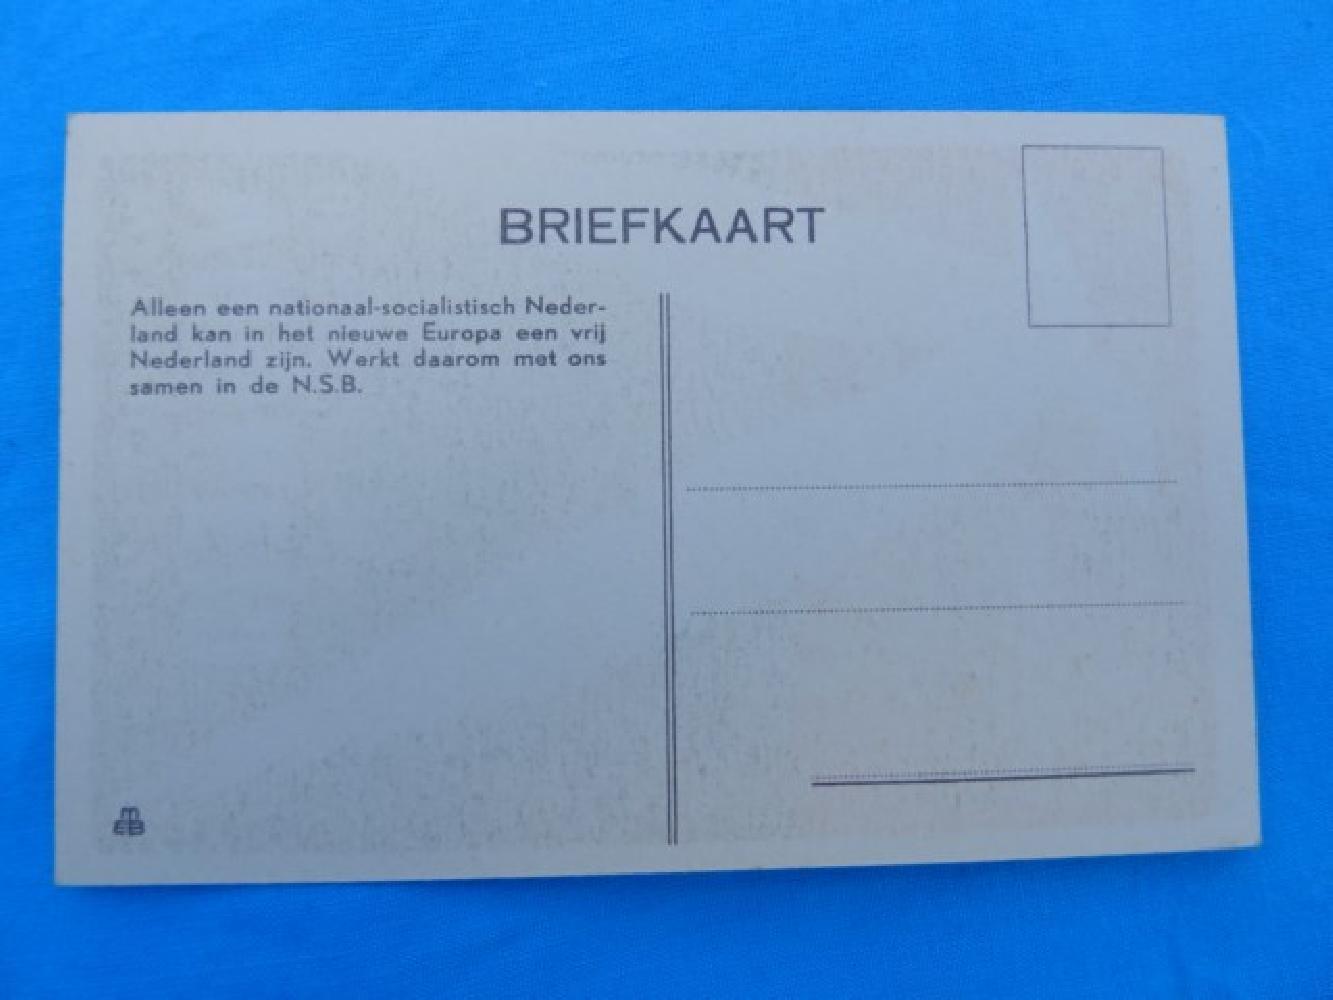 BRIEFKAART
Alleen een nationaal-socialistisch Neder-
land kan in het nieuwe Europa een vrij
Nederland zijn. Werkt daarom met ons
samen in de N.S.B.
M
EB